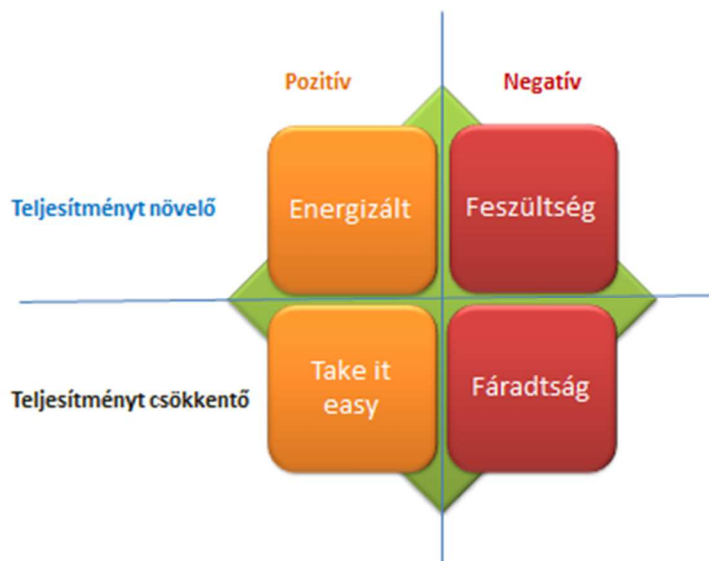 Pozitív
Negatív
Teljesítményt növelő
Energizált
Feszültség
Teljesítményt csökkentő
Take it
easy
Fáradtság